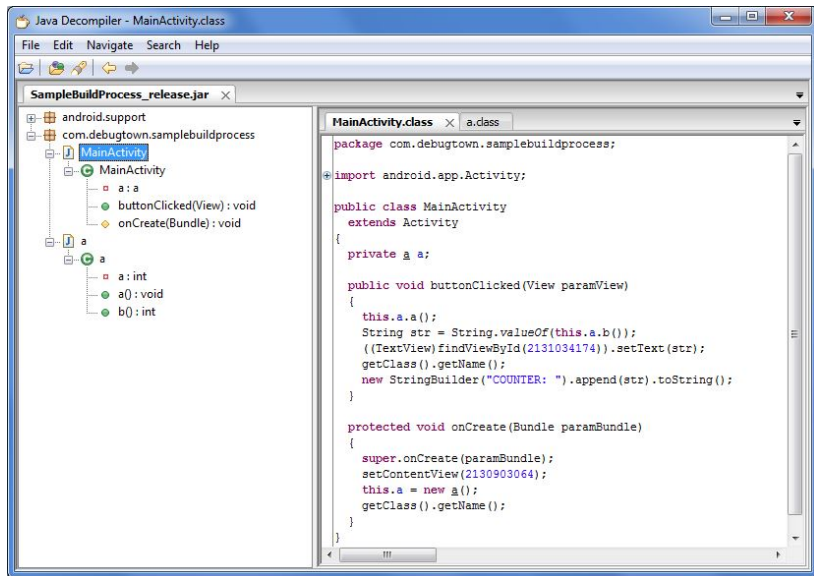 Java Decompiler - MainActivity.class
File Edit Navigate Search Help
SampleBuildProcess_release.jar
android.support
com.debugtown.samplebuildprocess
MainActivity
MainActivity
a : a
buttonClicked(View) : void
onCreate(Bundle) : void
a
a
a : int
a() : void
b() : int
MainActivity.class a.class
package com.debugtown.samplebuildprocess;
import android.app.Activity;
public class MainActivity
extends Activity
{
private a a;
public void buttonClicked(View paramView)
{
this.a.a();
String str = String.valueOf(this.a.b());
((TextView)findViewById(2131034174)).setText(str);
getClass().getName();
new StringBuilder("COUNTER: ").append(str).toString();
}
protected void onCreate(Bundle paramBundle)
{
super.onCreate(paramBundle);
setContentView(2130903064);
this.a = new a();
getClass().getName();
}
}